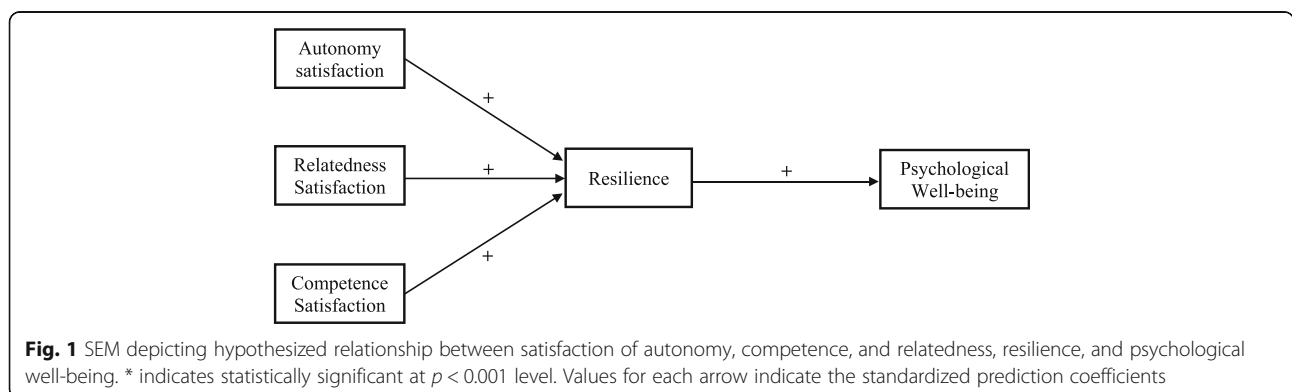 Autonomy
satisfaction
+
Relatedness
Satisfaction
+
Resilience
+
Psychological
Well-being
+
Competence
Satisfaction
Fig. 1 SEM depicting hypothesized relationship between satisfaction of autonomy, competence, and relatedness, resilience, and psychological
well-being. * indicates statistically significant at p < 0.001 level. Values for each arrow indicate the standardized prediction coefficients